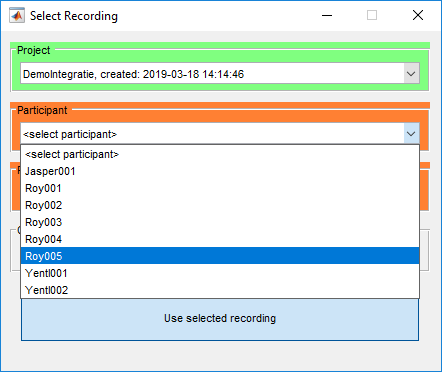 Select Recording
Project
DemoIntegratie, created: 2019-03-18 14:14:46
Participant
<select participant>
<select participant>
Jasper001
Roy001
Roy002
Roy003
Roy004
Roy005
Yentl001
Yentl002
Use selected recording